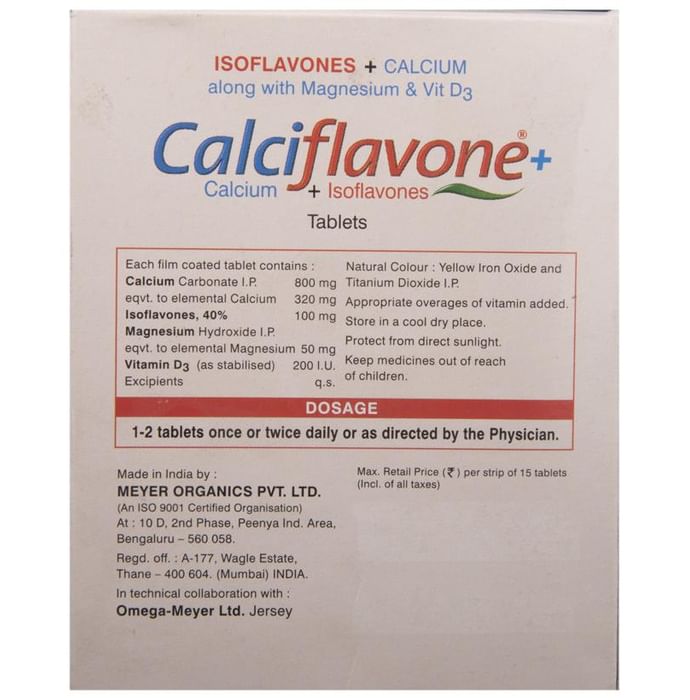 ISOFLAVONES + CALCIUM
along with Magnesium & Vit D3
Calciflavone®+
Calcium + Isoflavones
Tablets
Each film coated tablet contains :
Calcium Carbonate I.P. 800 mg
eqvt. to elemental Calcium 320 mg
Isoflavones, 40% 100 mg
Magnesium Hydroxide I.P.
eqvt. to elemental Magnesium 50 mg
Vitamin D3 (as stabilised) 200 I.U.
Excipients q.s.
Natural Colour : Yellow Iron Oxide and
Titanium Dioxide I.P.
Appropriate overages of vitamin added.
Store in a cool dry place.
Protect from direct sunlight.
Keep medicines out of reach
of children.
DOSAGE
1-2 tablets once or twice daily or as directed by the Physician.
Made in India by :
MEYER ORGANICS PVT. LTD.
(An ISO 9001 Certified Organisation)
At : 10 D, 2nd Phase, Peenya Ind. Area,
Bengaluru – 560 058.
Regd. off. : A-177, Wagle Estate,
Thane – 400 604. (Mumbai) INDIA.
In technical collaboration with :
Omega-Meyer Ltd. Jersey
Max. Retail Price (₹) per strip of 15 tablets
(Incl. of all taxes)